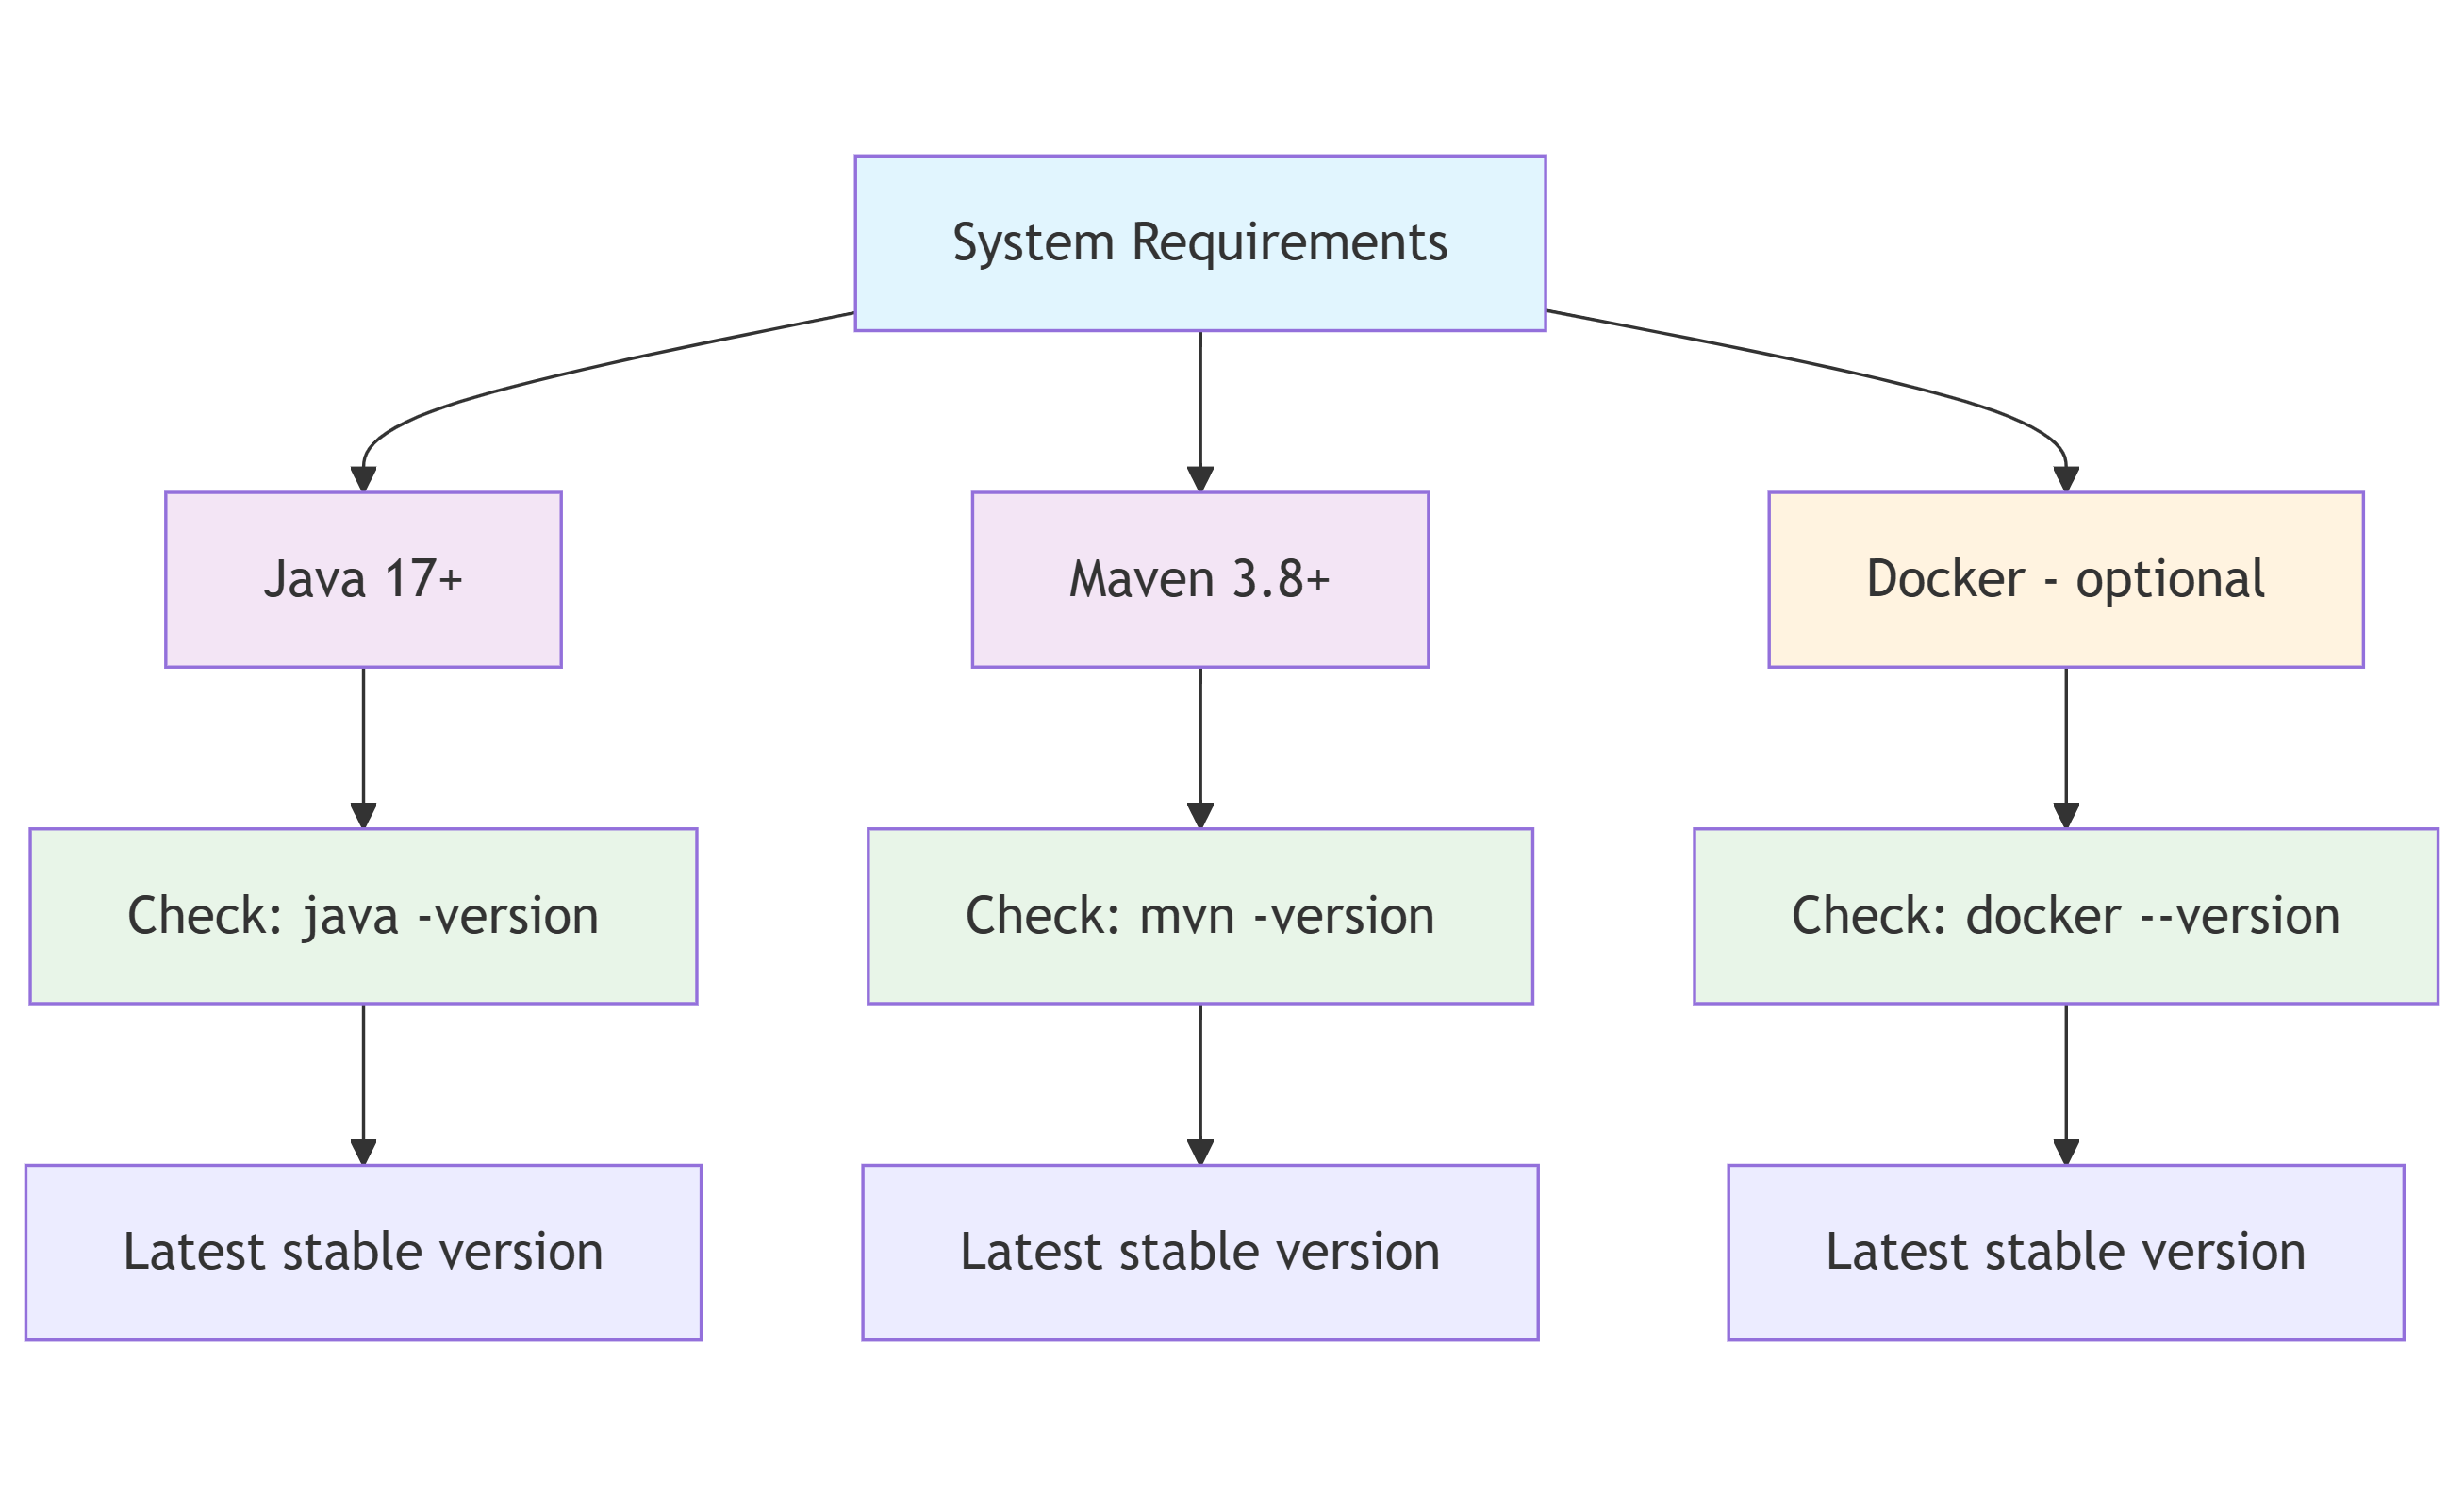 System Requirements
Java 17+
Maven 3.8+
Docker - optional
Check: java -version
Check: mvn -version
Check: docker --version
Latest stable version
Latest stable version
Latest stable version